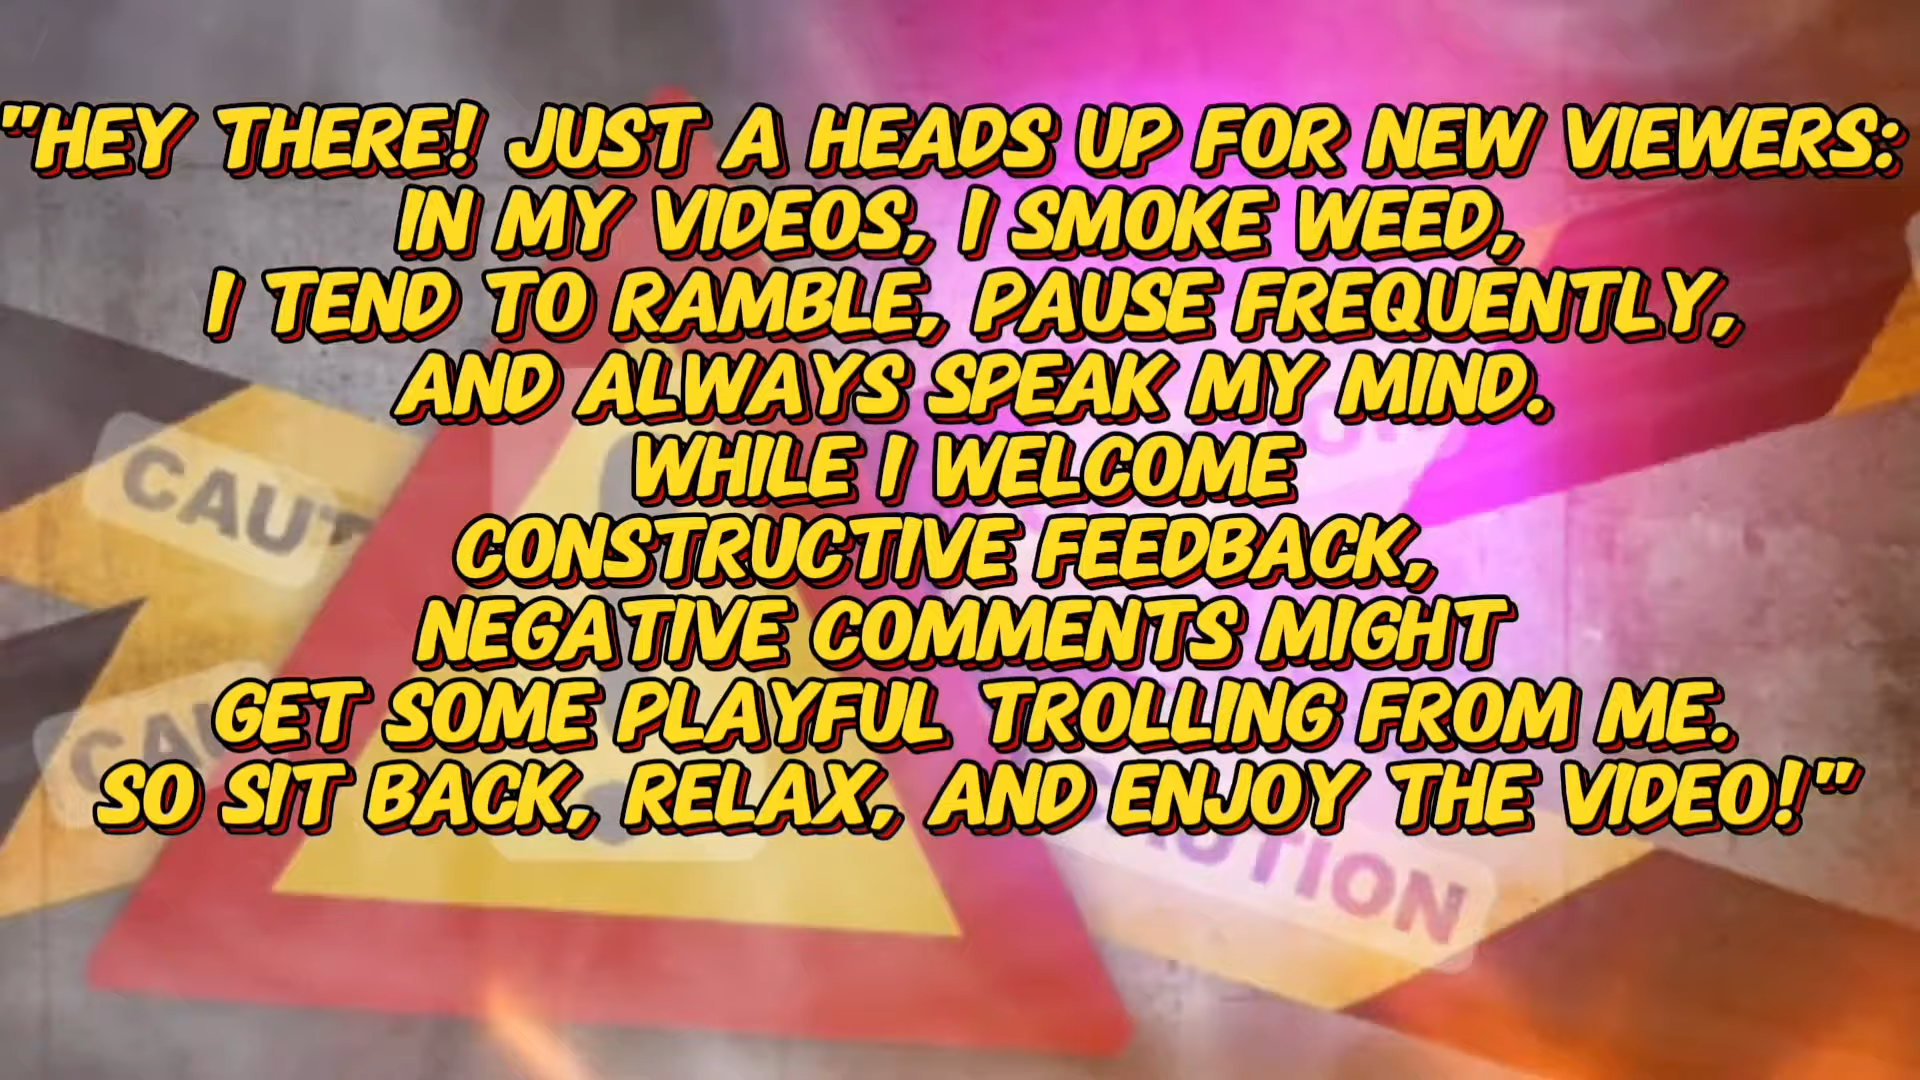 "HEY THERE! JUST A HEADS UP FOR NEW VIEWERS:
IN MY VIDEOS, I SMOKE WEED,
I TEND TO RAMBLE, PAUSE FREQUENTLY,
AND ALWAYS SPEAK MY MIND.
WHILE I WELCOME
CONSTRUCTIVE FEEDBACK,
NEGATIVE COMMENTS MIGHT
GET SOME PLAYFUL TROLLING FROM ME.
SO SIT BACK, RELAX, AND ENJOY THE VIDEO!"
CAUT
CAU
CAUTION